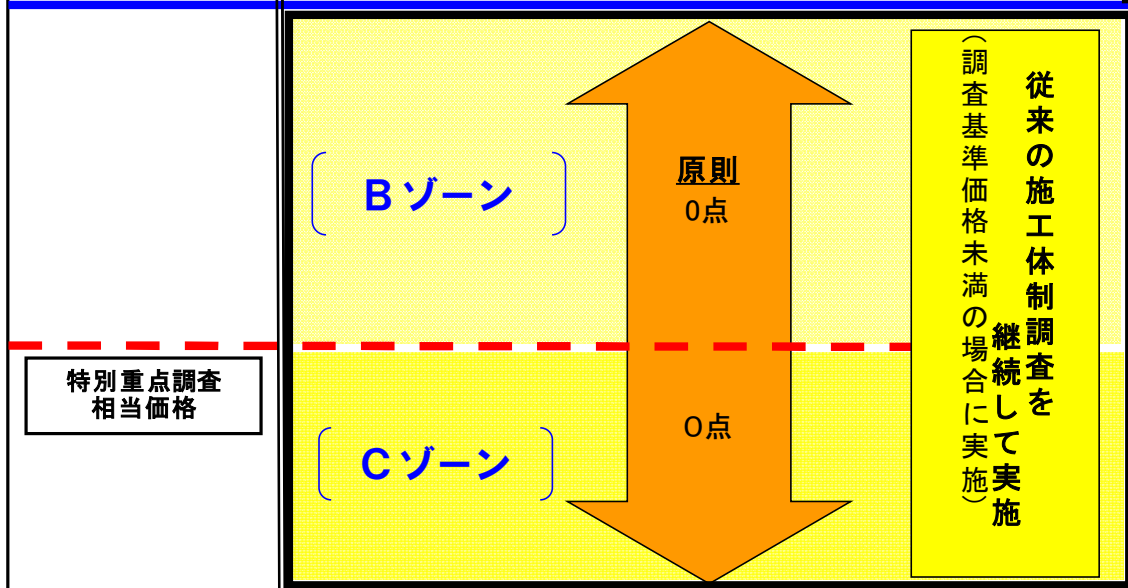 Bゾーン
原則
0点
従来の施工体制調査を
継続して実施
（調査基準価格未満の場合に実施）
特別重点調査
相当価格
Cゾーン
0点